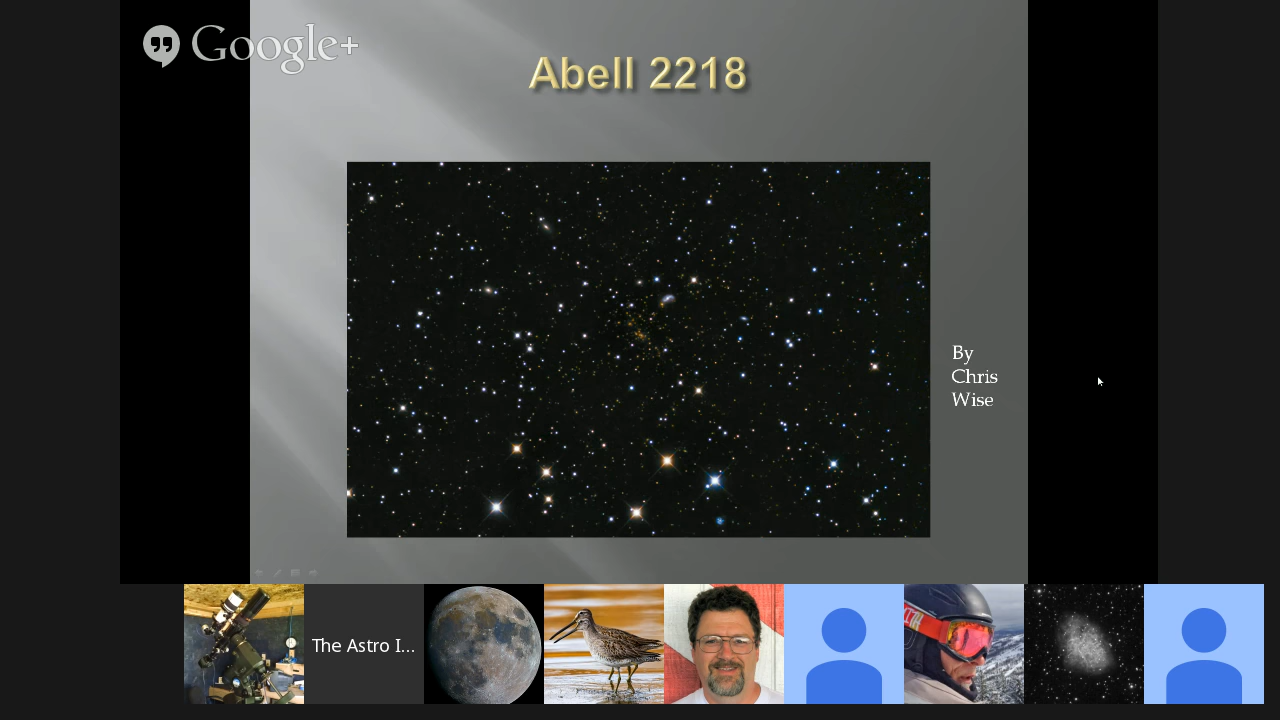 Google+
Abell 2218
By
Chris
Wise
The Astro I...